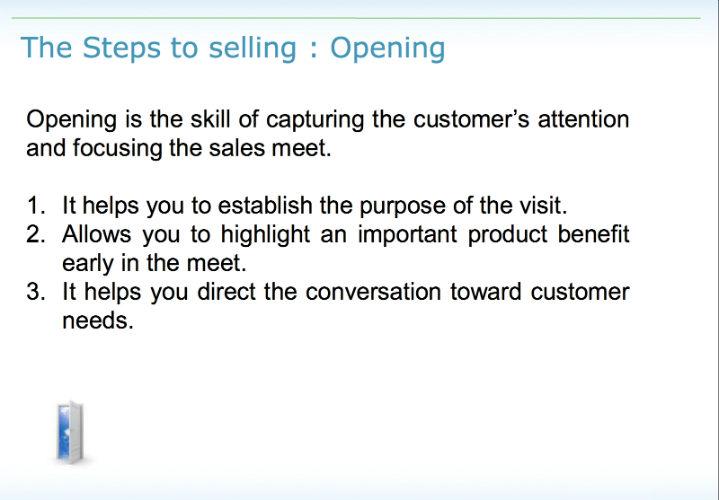 The Steps to selling : Opening
Opening is the skill of capturing the customer's attention
and focusing the sales meet.
1. It helps you to establish the purpose of the visit.
2. Allows you to highlight an important product benefit
early in the meet.
3. It helps you direct the conversation toward customer
needs.